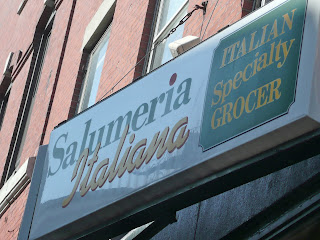 Salumeria
Italiana
ITALIAN
Specialty
GROCER